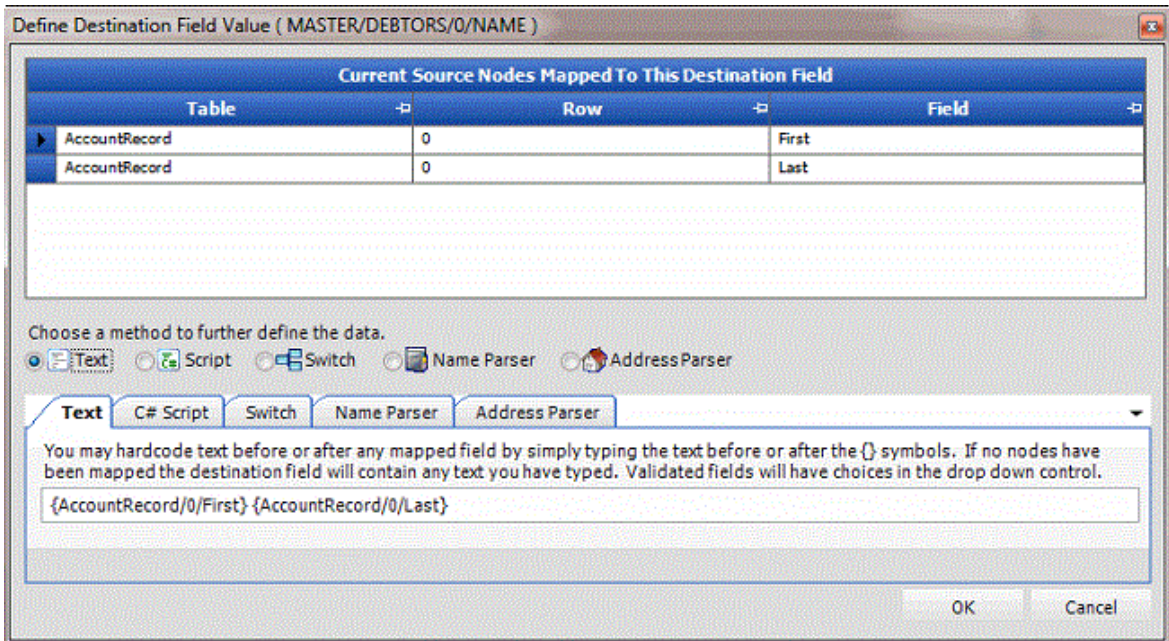 Define Destination Field Value ( MASTER/DEBTORS/0/NAME )
Current Source Nodes Mapped To This Destination Field
Table Row Field
AccountRecord 0 First
AccountRecord 0 Last
Choose a method to further define the data.
Text Script Switch Name Parser Address Parser
Text C# Script Switch Name Parser Address Parser
You may hardcode text before or after any mapped field by simply typing the text before or after the {} symbols. If no nodes have
been mapped the destination field will contain any text you have typed. Validated fields will have choices in the drop down control.
{AccountRecord/0/First} {AccountRecord/0/Last}
OK Cancel